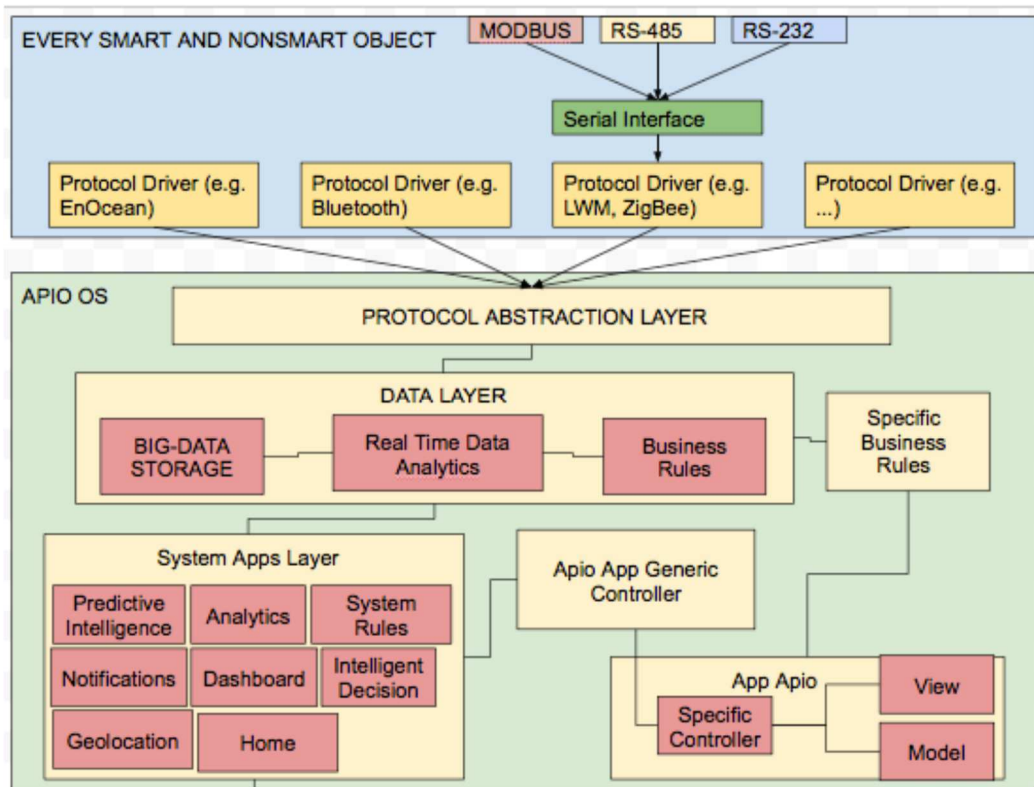 EVERY SMART AND NONSMART OBJECT
MODBUS
RS-485
RS-232
Serial Interface
Protocol Driver (e.g.
EnOcean)
Protocol Driver (e.g.
Bluetooth)
Protocol Driver (e.g.
LWM, ZigBee)
Protocol Driver (e.g.
...)
APIO OS
PROTOCOL ABSTRACTION LAYER
DATA LAYER
BIG-DATA
STORAGE
Real Time Data
Analytics
Business
Rules
Specific
Business
Rules
System Apps Layer
Predictive
Intelligence
Analytics
System
Rules
Notifications
Dashboard
Intelligent
Decision
Geolocation
Home
Apio App Generic
Controller
App Apio
Specific
Controller
View
Model